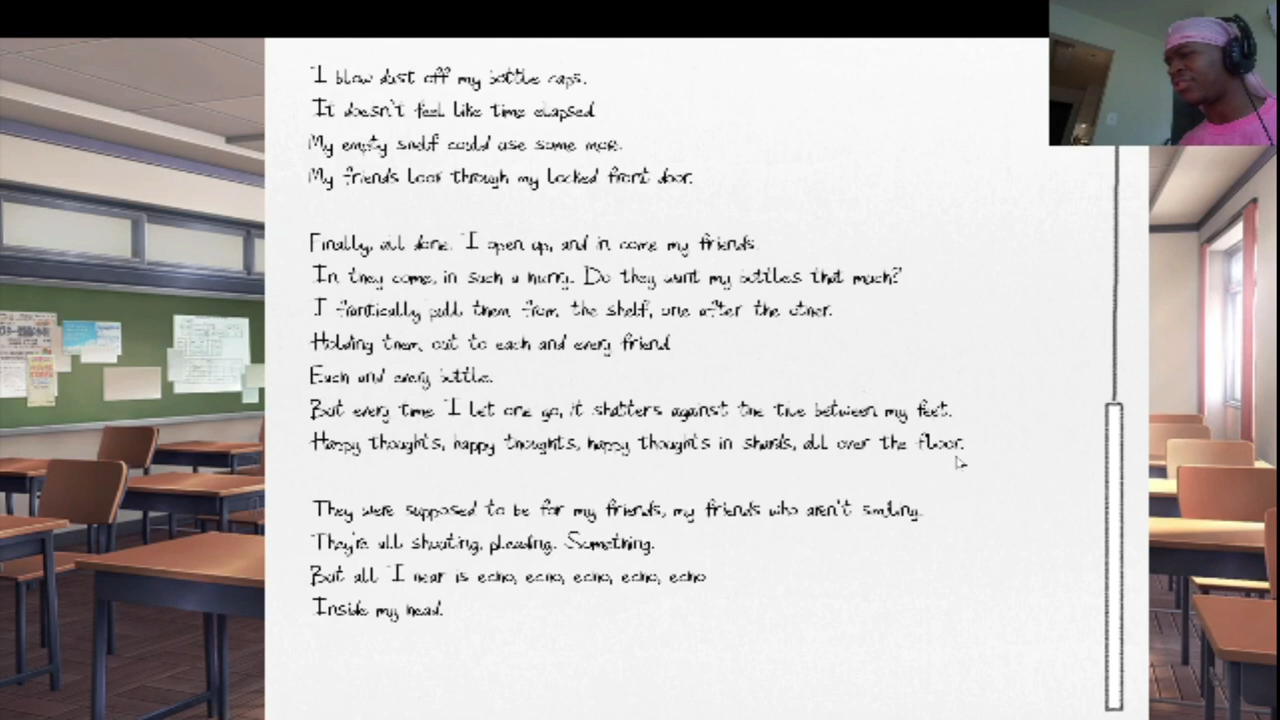 I blow dust off my bottle caps.
It doesn't feel like time elapsed.
My empty shelf could use some more.
My friends look through my locked front door.
Finally, all done. I open up, and in come my friends.
In they come, in such a hurry. Do they want my bottles that much?
I frantically pull them from the shelf, one after the other.
Holding them out to each and every friend.
Each and every bottle.
But every time I let one go, it shatters against the tile between my feet.
Happy thoughts, happy thoughts, happy thoughts in shards, all over the floor.
They were supposed to be for my friends, my friends who aren't smiling.
They're all shouting, pleading. Something.
But all I hear is echo, echo, echo, echo, echo
Inside my head.